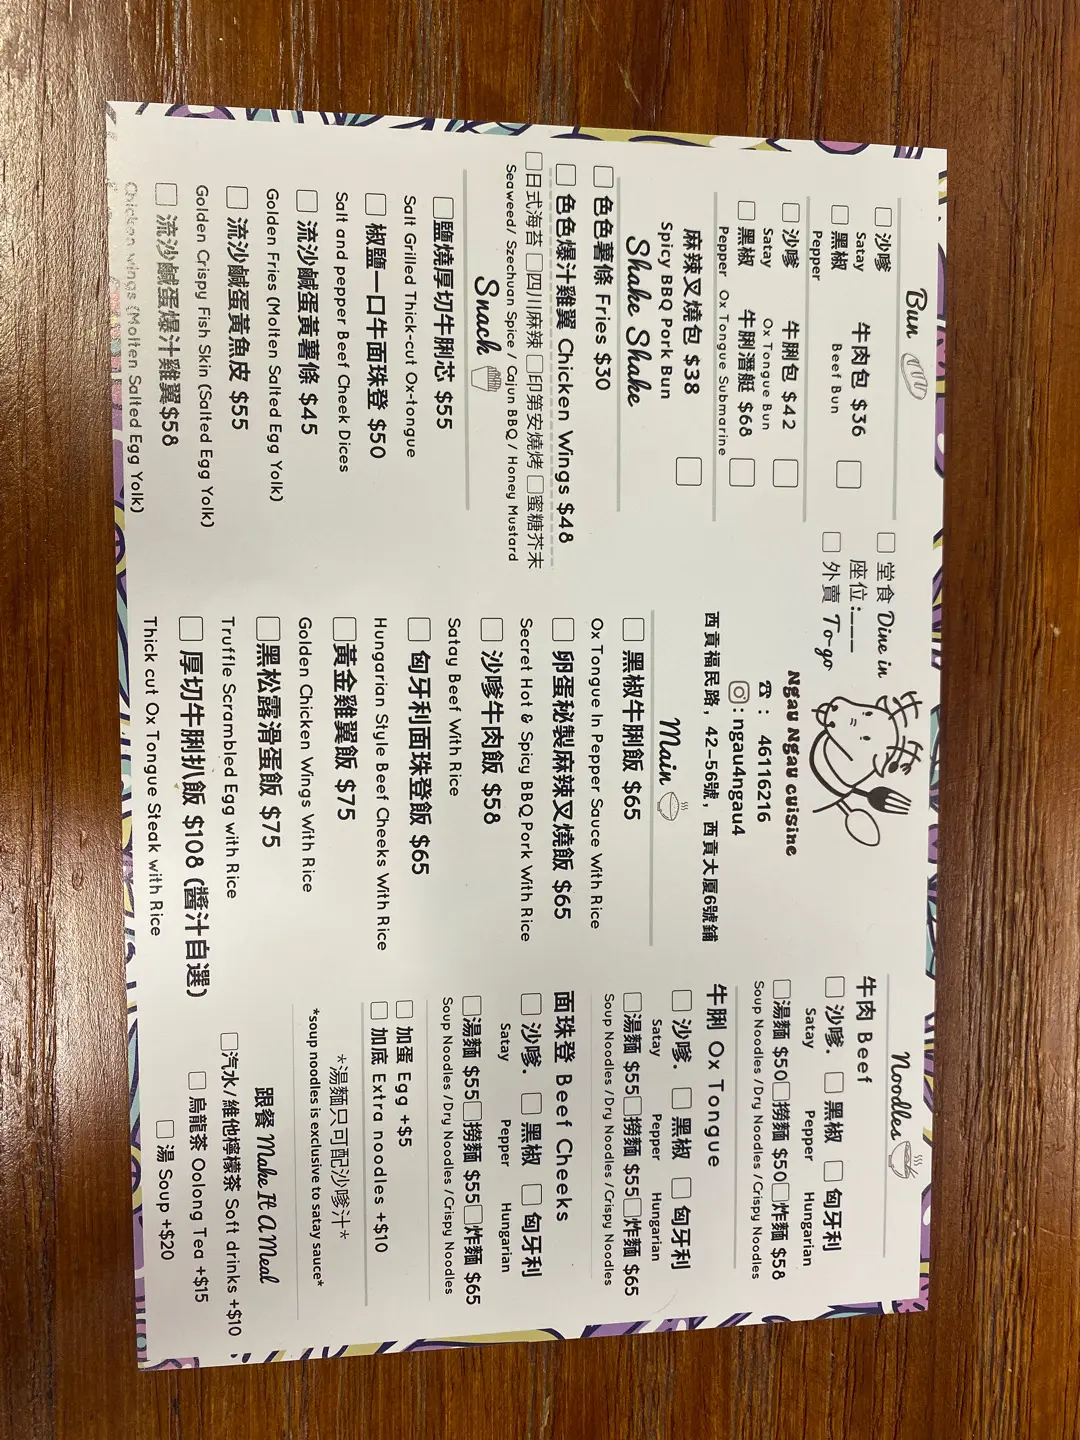 Bun
沙嗲 牛肉包 $36
Satay Beef Bun
黑椒
Pepper
沙嗲 牛脷包 $42
Satay Ox Tongue Bun
黑椒 牛脷潛艇 $68
Pepper Ox Tongue Submarine
麻辣叉燒包 $38
Spicy BBQ Pork Bun
Shake Shake
色色薯條 Fries $30
色色爆汁雞翼 Chicken Wings $48
日式海苔 四川麻辣 印第安燒烤 蜜糖芥末
Seaweed/ Szechuan Spice / Cajun BBQ / Honey Mustard
Snack
鹽燒厚切牛脷芯 $55
Salt Grilled Thick-cut Ox-tongue
椒鹽一口牛面珠登 $50
Salt and pepper Beef Cheek Dices
流沙鹹蛋黃薯條 $45
Golden Fries (Molten Salted Egg Yolk)
流沙鹹蛋黃魚皮 $55
Golden Crispy Fish Skin (Salted Egg Yolk)
流沙鹹蛋爆汁雞翼$58
Chicken wings (Molten Salted Egg Yolk)
堂食 Dine in
座位:___
外賣 To-go
牛牛
Ngau Ngau cuisine
☎ : 46116216
: ngau4ngau4
西貢福民路, 42-56號, 西貢大廈6號鋪
Main
黑椒牛脷飯 $65
Ox Tongue In Pepper Sauce With Rice
卵蛋秘製麻辣叉燒飯 $65
Secret Hot & Spicy BBQ Pork With Rice
沙嗲牛肉飯 $58
Satay Beef With Rice
匈牙利面珠登飯 $65
Hungarian Style Beef Cheeks With Rice
黃金雞翼飯 $75
Golden Chicken Wings With Rice
黑松露滑蛋飯 $75
Truffle Scrambled Egg with Rice
厚切牛脷扒飯 $108 (醬汁自選)
Thick cut Ox Tongue Steak with Rice
Noodles
牛肉 Beef
沙嗲. 黑椒 匈牙利
Satay Pepper Hungarian
湯麵 $50 撈麵 $50 炸麵 $58
Soup Noodles /Dry Noodles /Crispy Noodles
牛脷 Ox Tongue
沙嗲. 黑椒 匈牙利
Satay Pepper Hungarian
湯麵 $55 撈麵 $55 炸麵 $65
Soup Noodles /Dry Noodles /Crispy Noodles
面珠登 Beef Cheeks
沙嗲. 黑椒 匈牙利
Satay Pepper Hungarian
湯麵 $55 撈麵 $55 炸麵 $65
Soup Noodles /Dry Noodles /Crispy Noodles
加蛋 Egg +$5
加底 Extra noodles +$10
*湯麵只可配沙嗲汁*
*soup noodles is exclusive to satay sauce*
跟餐 Make It A Meal
汽水/維他檸檬茶 Soft drinks +$10
烏龍茶 Oolong Tea +$15
湯 Soup +$20